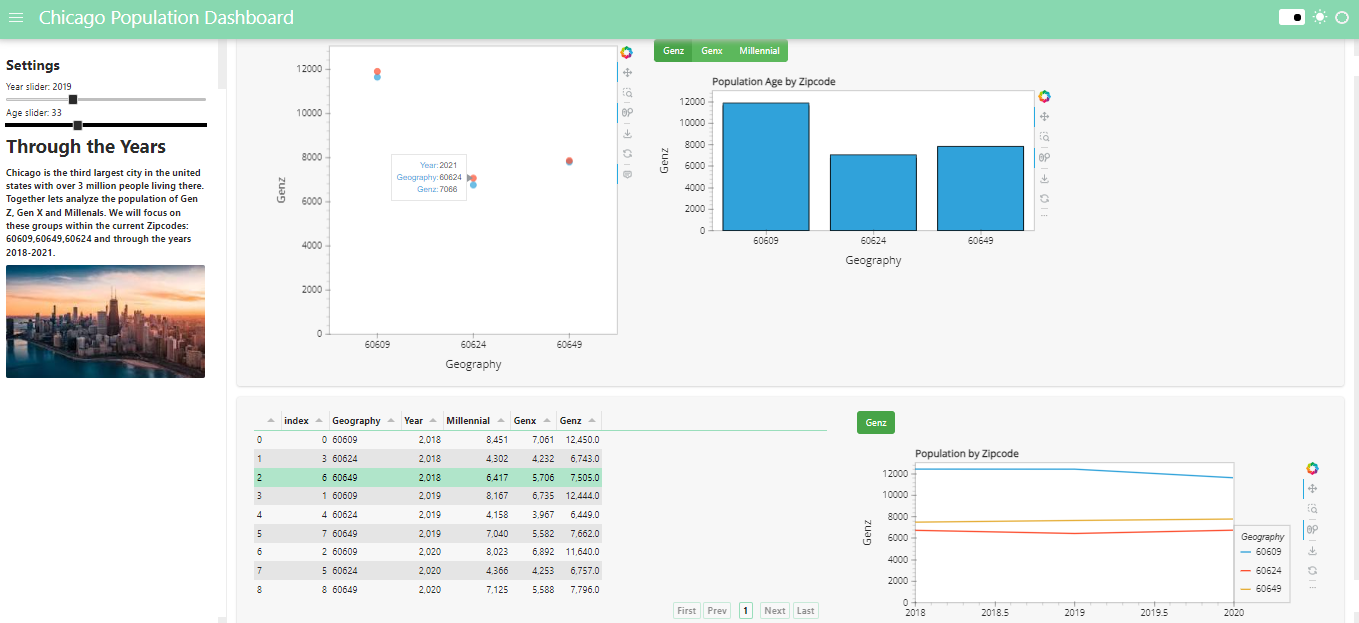 Chicago Population Dashboard
Settings
Year slider: 2019
Age slider: 33
Through the Years
Chicago is the third largest city in the united
states with over 3 million people living there.
Together lets analyze the population of Gen
Z, Gen X and Millenals. We will focus on
these groups within the current Zipcodes:
60609,60649,60624 and through the years
2018-2021.
Genz
12000
10000
8000
6000
4000
2000
0
60609 60624 60649
Geography
Year: 2021
Geography: 60624
Genz: 7066
Genz Genx Millennial
Population Age by Zipcode
Genz
12000
10000
8000
6000
4000
2000
0
60609 60624 60649
Geography
index Geography Year Millennial Genx Genz
0 0 60609 2,018 8,451 7,061 12,450.0
1 3 60624 2,018 4,302 4,232 6,743.0
2 6 60649 2,018 6,417 5,706 7,505.0
3 1 60609 2,019 8,167 6,735 12,444.0
4 4 60624 2,019 4,158 3,967 6,449.0
5 7 60649 2,019 7,040 5,582 7,662.0
6 2 60609 2,020 8,023 6,892 11,640.0
7 5 60624 2,020 4,366 4,253 6,757.0
8 8 60649 2,020 7,125 5,588 7,796.0
First Prev 1 Next Last
Genz
Population by Zipcode
Genz
12000
10000
8000
6000
4000
2000
0
2018 2018.5 2019 2019.5 2020
Geography
60609
60624
60649